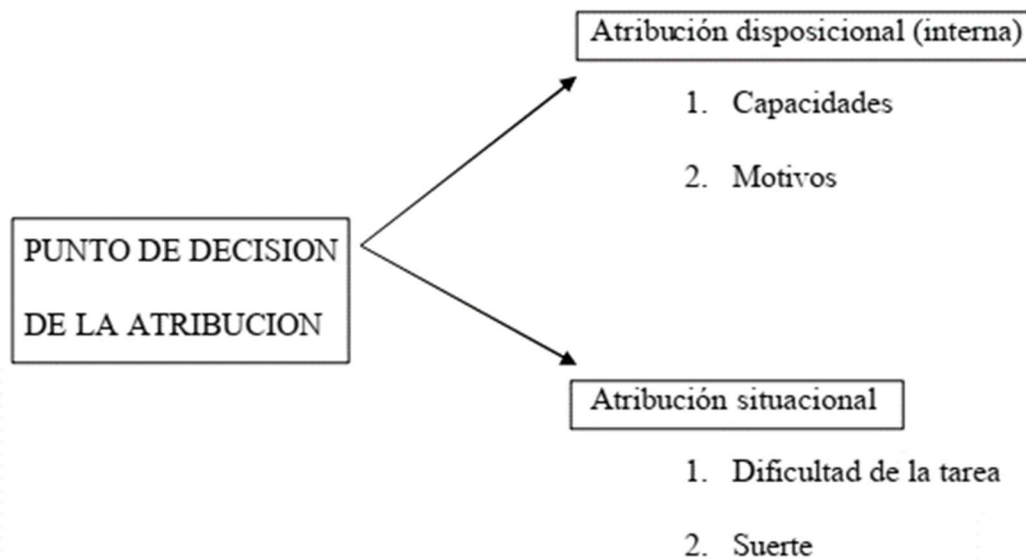 Atribución disposicional (interna)
1. Capacidades
2. Motivos
PUNTO DE DECISION
DE LA ATRIBUCION
Atribución situacional
1. Dificultad de la tarea
2. Suerte